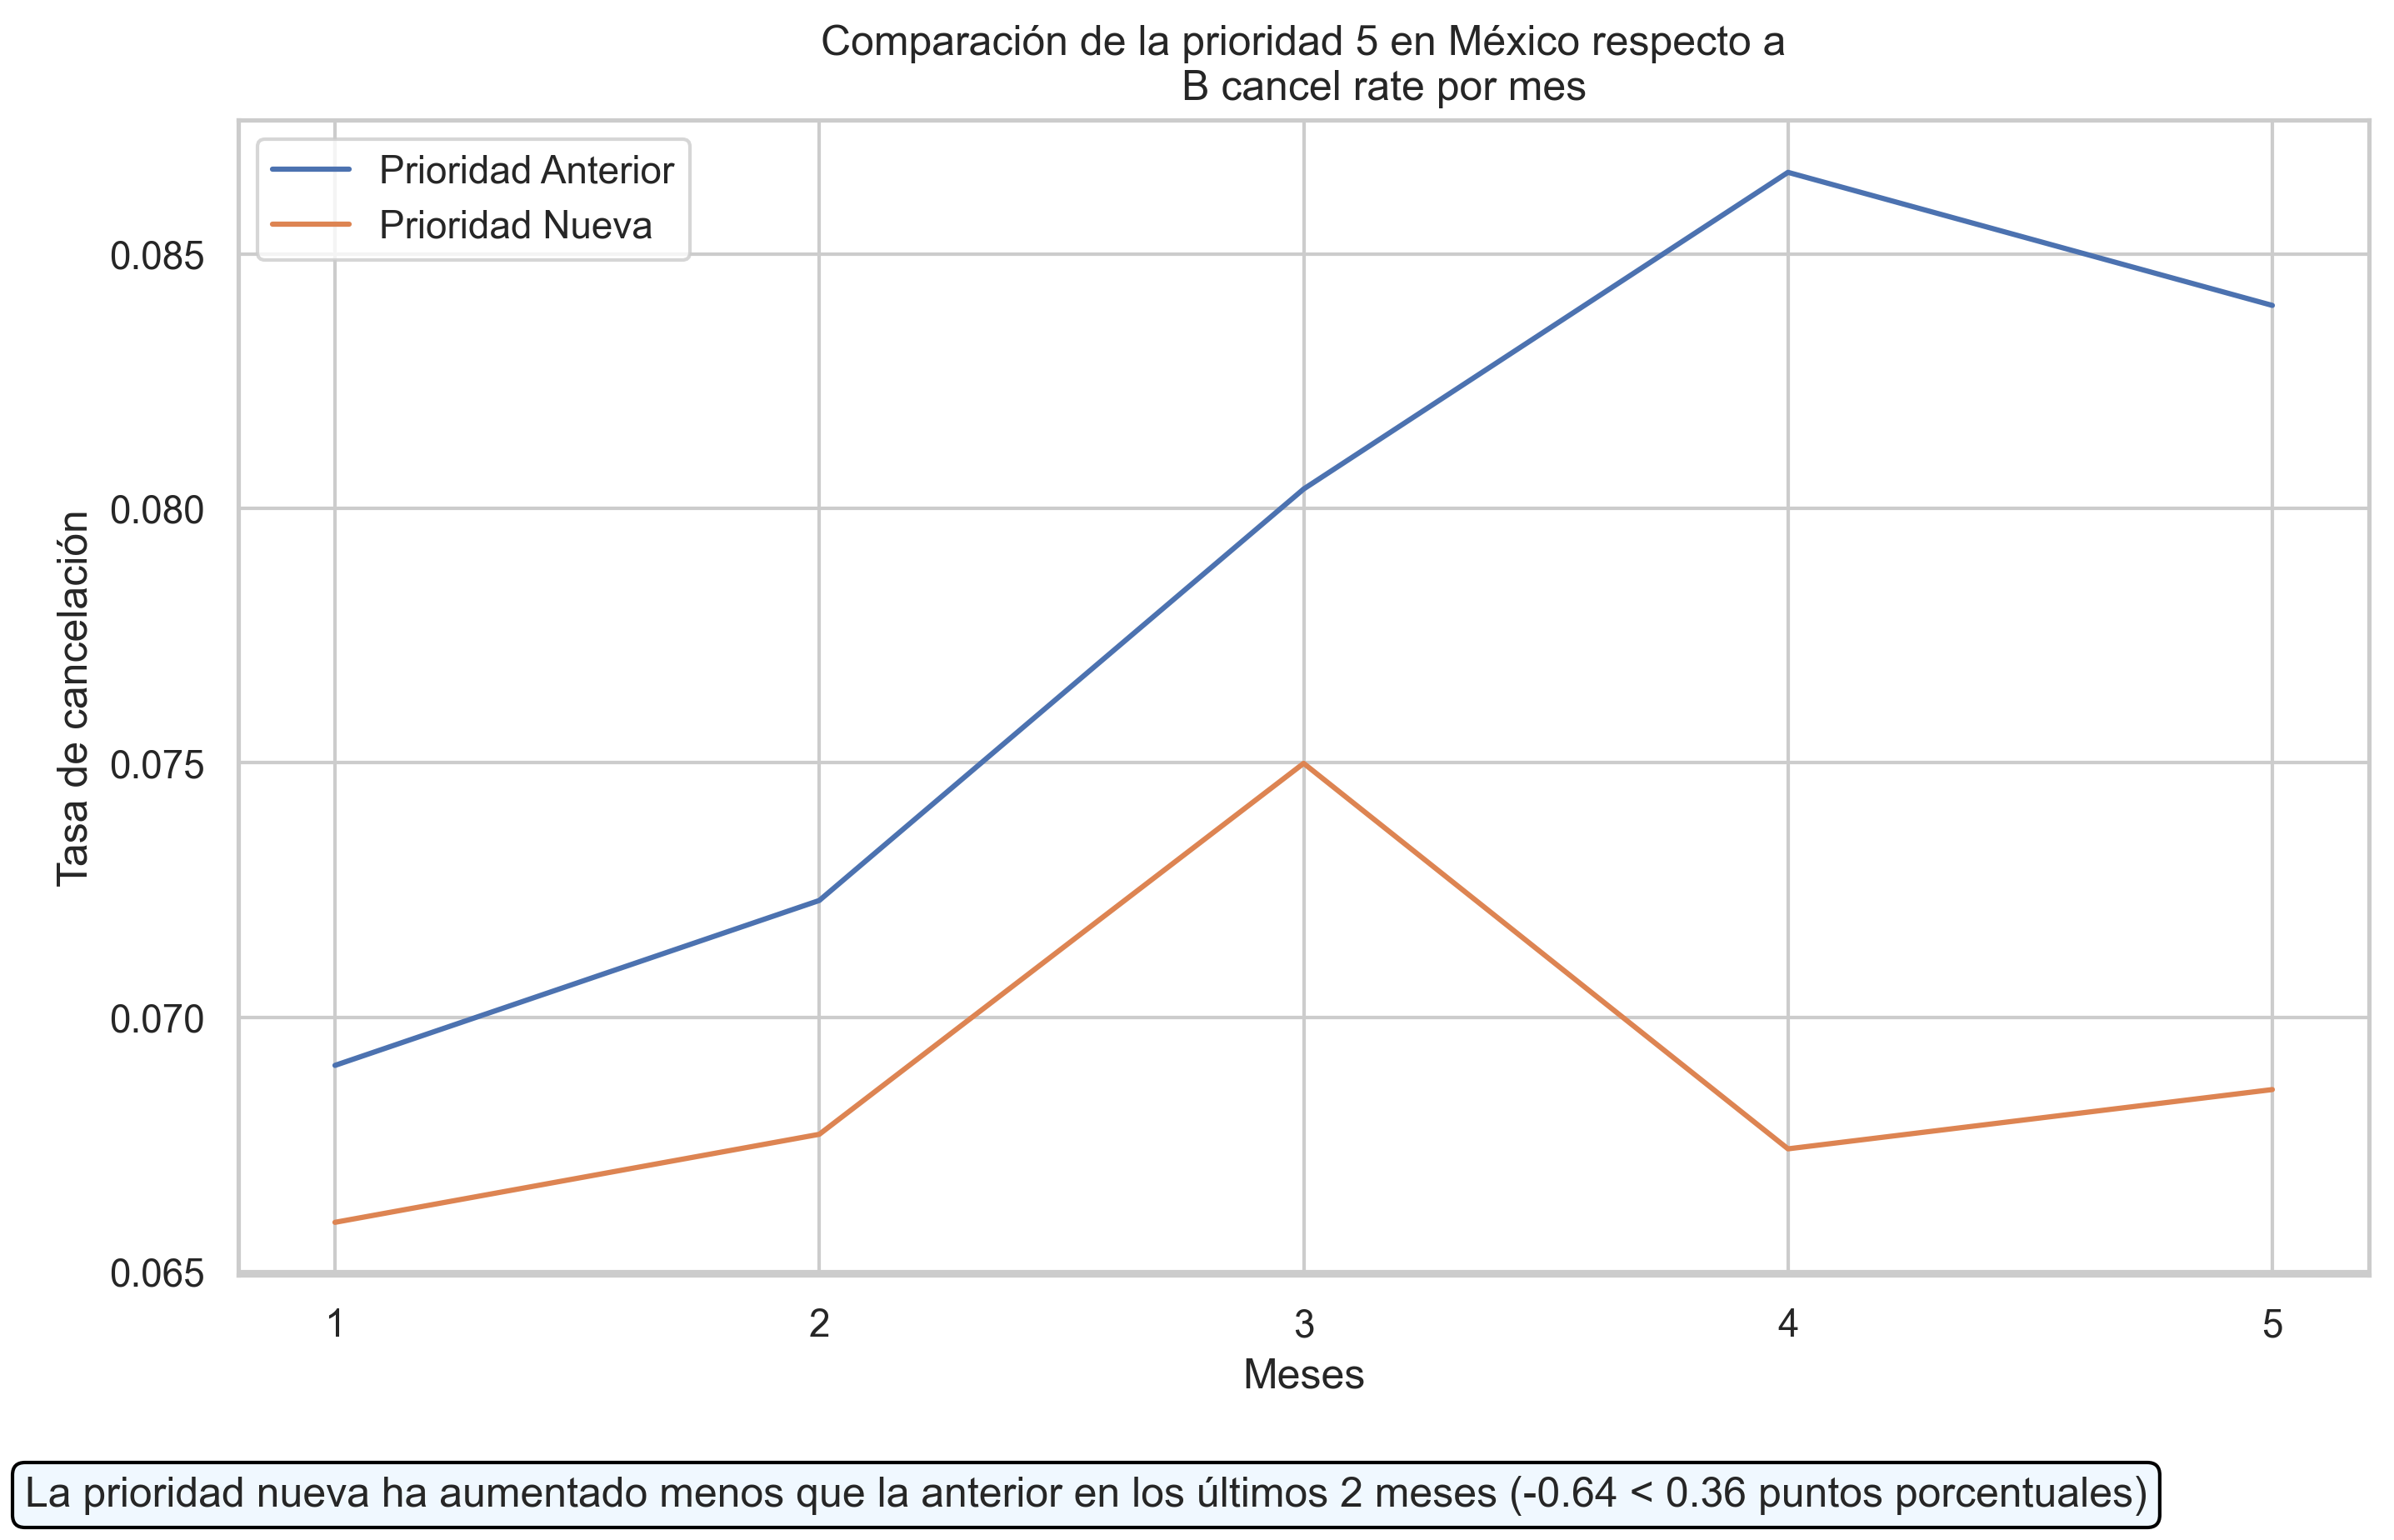 Comparación de la prioridad 5 en México respecto a
B cancel rate por mes
Prioridad Anterior
Prioridad Nueva
Tasa de cancelación
0.085
0.080
0.075
0.070
0.065
1 2 3 4 5
Meses
La prioridad nueva ha aumentado menos que la anterior en los últimos 2 meses (-0.64 < 0.36 puntos porcentuales)